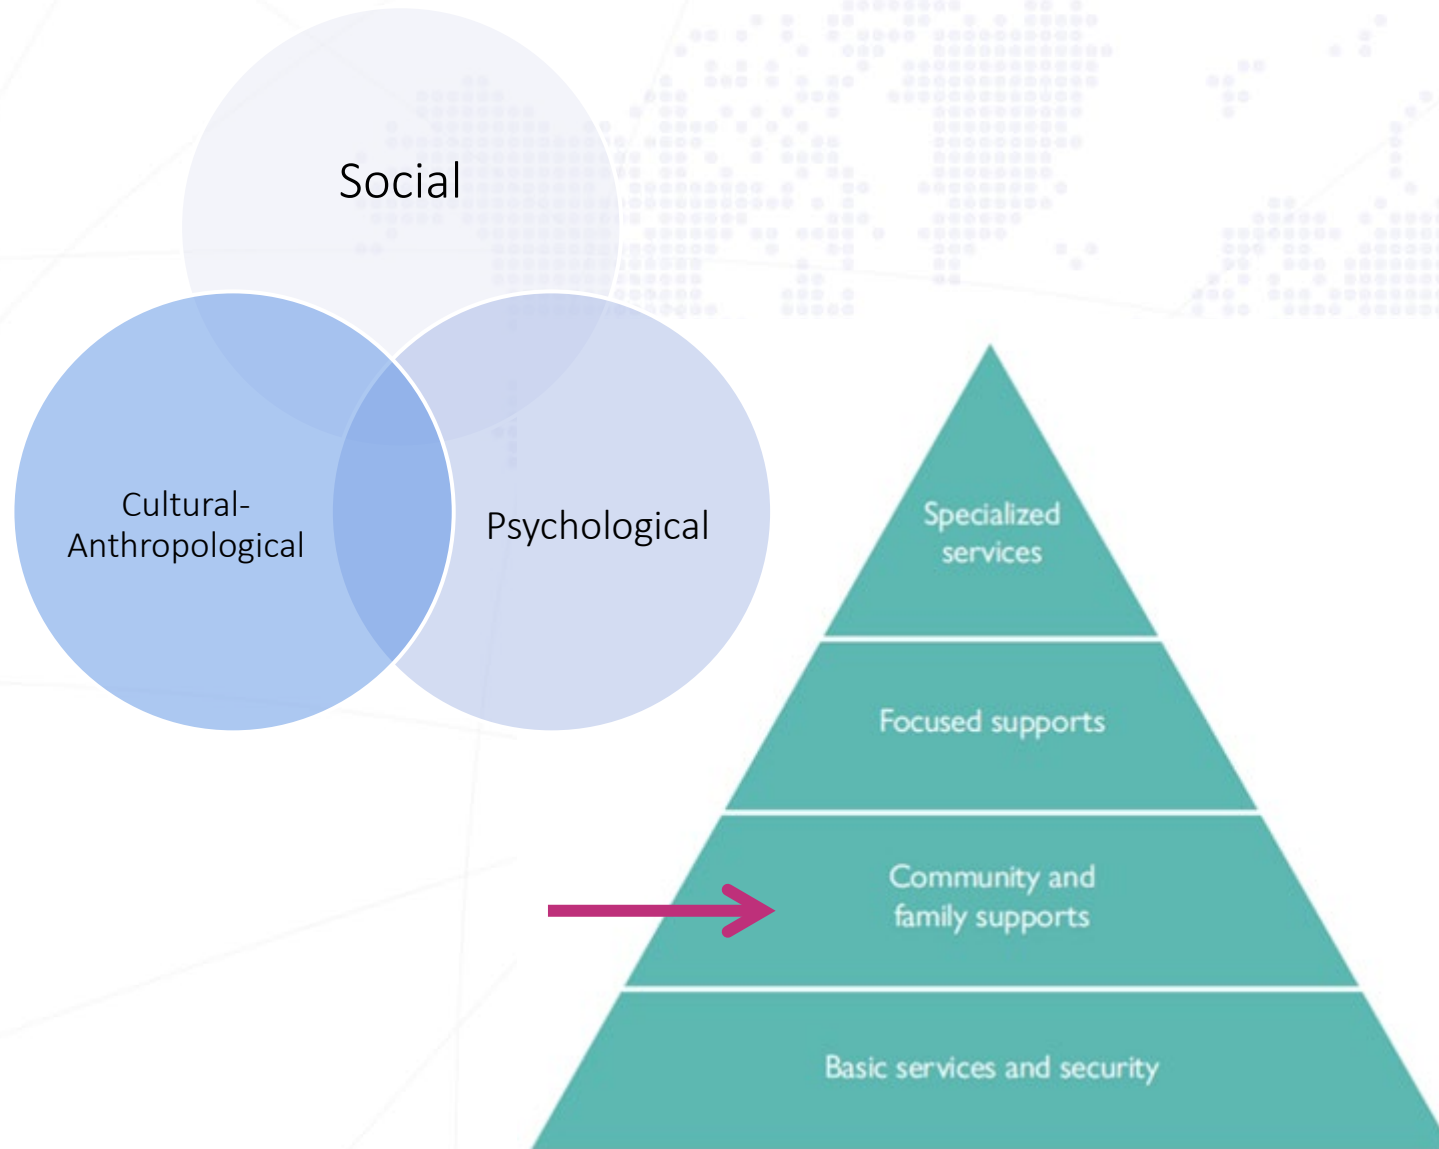 Social
Cultural-
Anthropological
Psychological
Specialized
services
Focused supports
Community and
family supports
Basic services and security